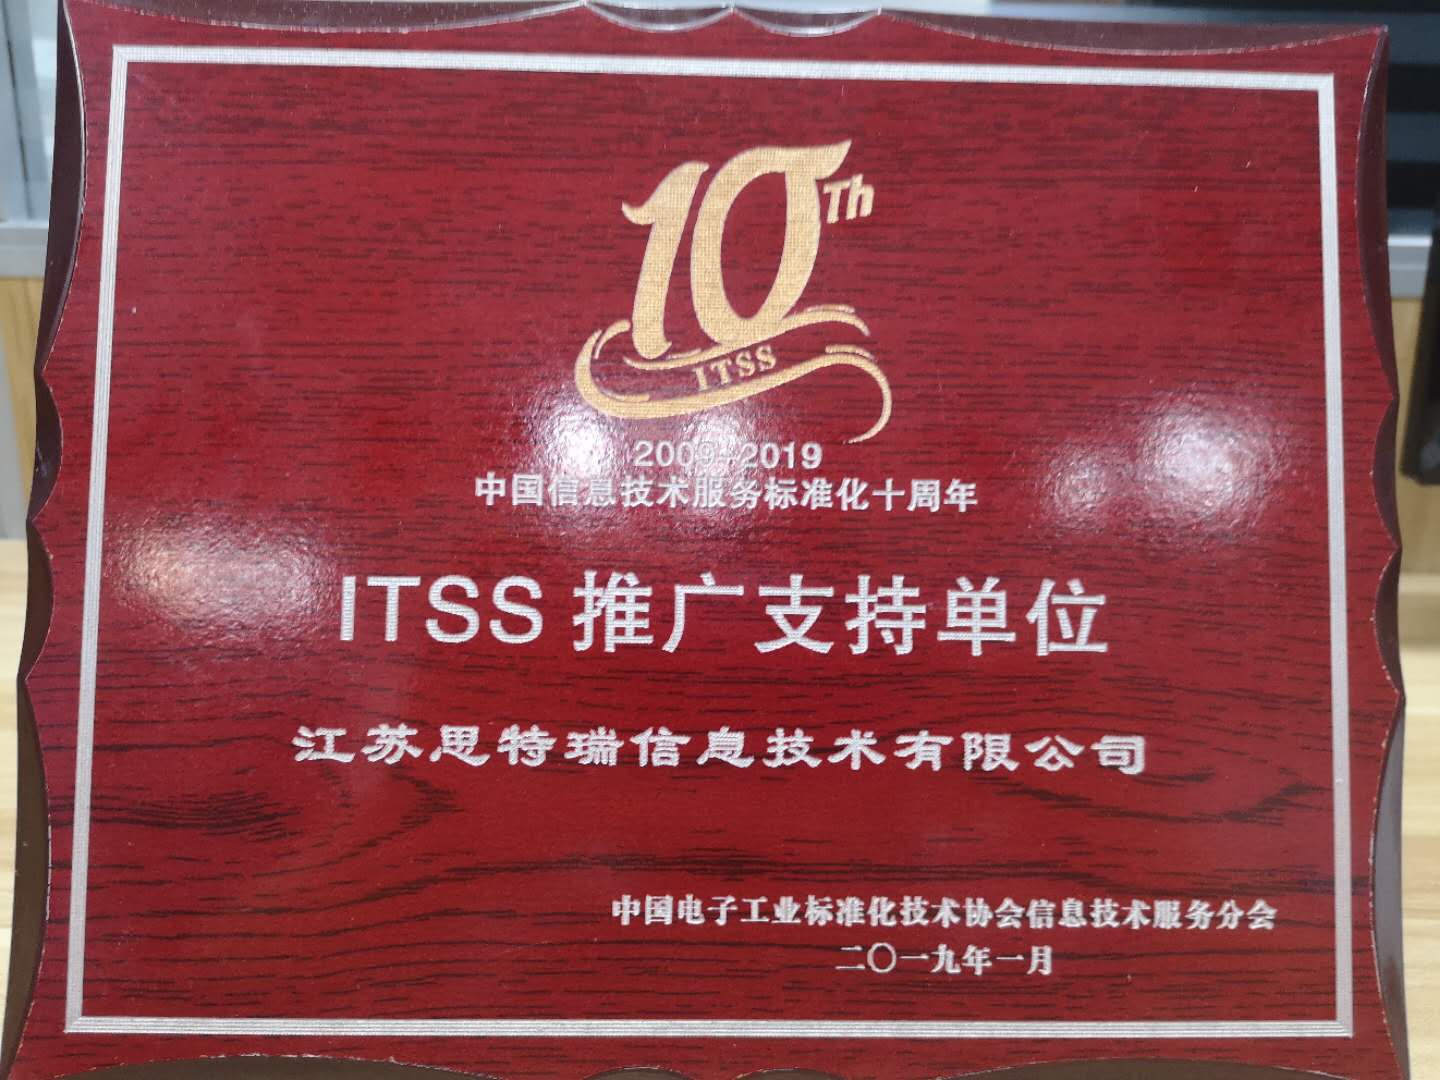 10Th
ITSS
2009-2019
中国信息技术服务标准化十周年
ITSS 推广支持单位
江苏思特瑞信息技术有限公司
中国电子工业标准化技术协会信息技术服务分会
二〇一九年一月